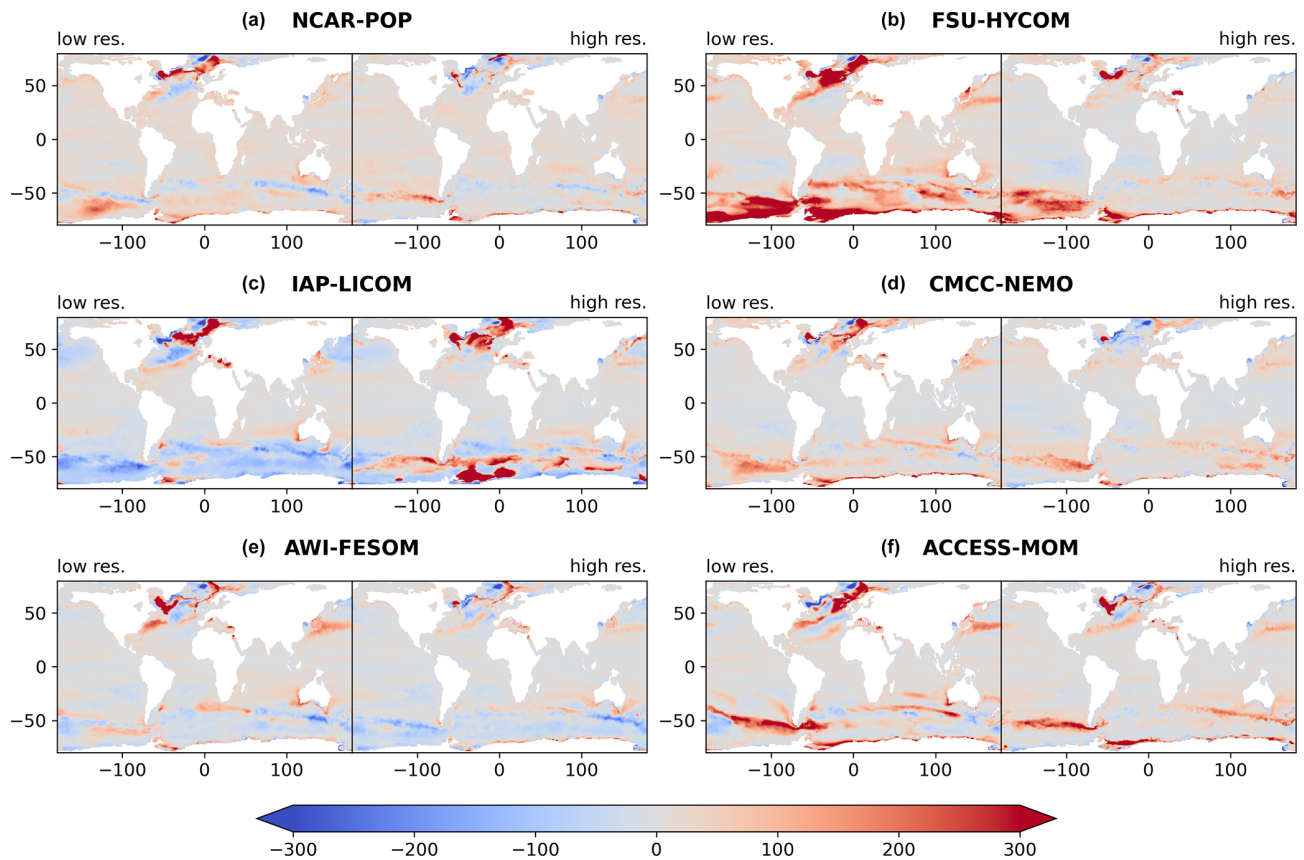 (a) NCAR-POP
low res. high res.
50
0
−50
−100 0 100 −100 0 100
(b) FSU-HYCOM
low res. high res.
50
0
−50
−100 0 100 −100 0 100
(c) IAP-LICOM
low res. high res.
50
0
−50
−100 0 100 −100 0 100
(d) CMCC-NEMO
low res. high res.
50
0
−50
−100 0 100 −100 0 100
(e) AWI-FESOM
low res. high res.
50
0
−50
−100 0 100 −100 0 100
(f) ACCESS-MOM
low res. high res.
50
0
−50
−100 0 100 −100 0 100
−300 −200 −100 0 100 200 300